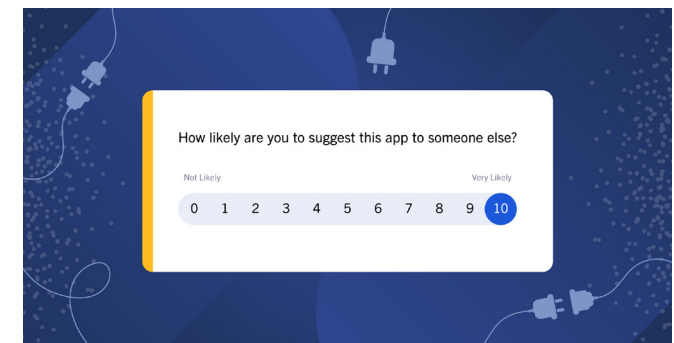 How likely are you to suggest this app to someone else?
Not Likely Very Likely
0 1 2 3 4 5 6 7 8 9 10